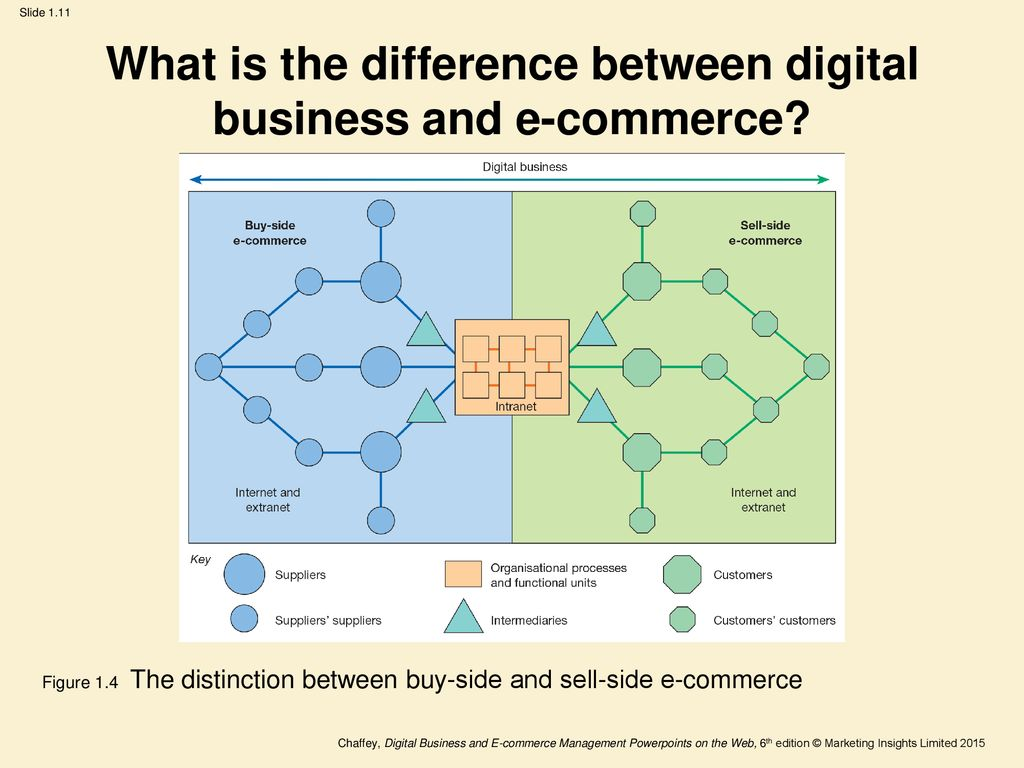 Slide 1.11
What is the difference between digital
business and e-commerce?
Digital business
Buy-side
e-commerce
Sell-side
e-commerce
Intranet
Internet and
extranet
Internet and
extranet
Key
Suppliers
Organisational processes
and functional units
Customers
Suppliers' suppliers
Intermediaries
Customers' customers
Figure 1.4 The distinction between buy-side and sell-side e-commerce
Chaffey, Digital Business and E-commerce Management Powerpoints on the Web, 6th edition © Marketing Insights Limited 2015